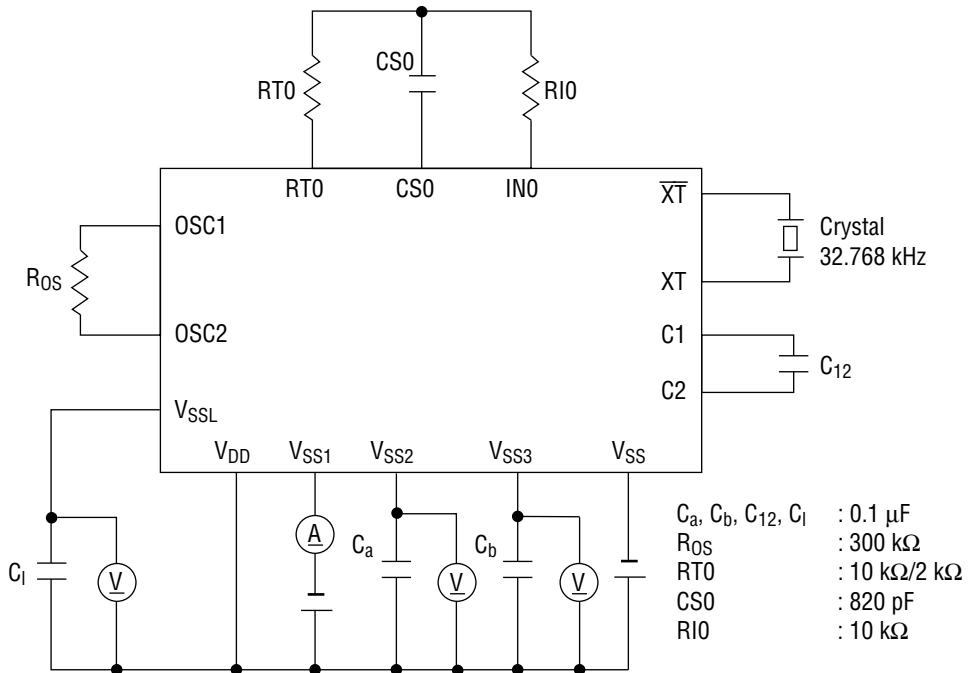 CS0
RT0
RI0
RT0 CS0 IN0
XT
OSC1
Crystal
32.768 kHz
ROS
XT
OSC2
C1
C12
C2
VSSL
VDD VSS1 VSS2 VSS3 VSS
A
Ca
Cb
Cl
V
V
V
Ca, Cb, C12, Cl : 0.1 μF
ROS : 300 kΩ
RT0 : 10 kΩ/2 kΩ
CS0 : 820 pF
RI0 : 10 kΩ